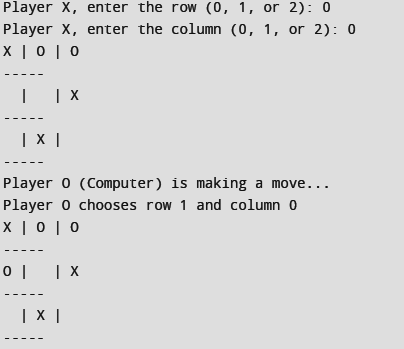 Player X, enter the row (0, 1, or 2): 0
Player X, enter the column (0, 1, or 2): 0
X | O | O
-----
  |   | X
-----
  | X |
-----
Player O (Computer) is making a move...
Player O chooses row 1 and column 0
X | O | O
-----
O |   | X
-----
  | X |
-----